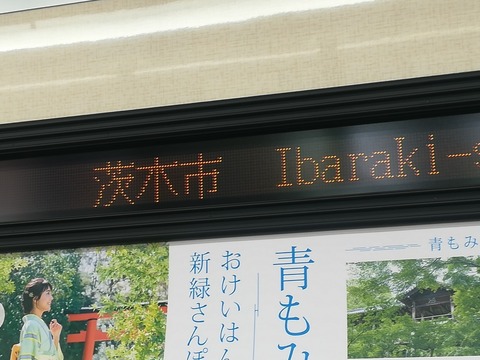 茨木市 Ibaraki-s
青もみ
青もみ
おけいはん
新緑さんぽ